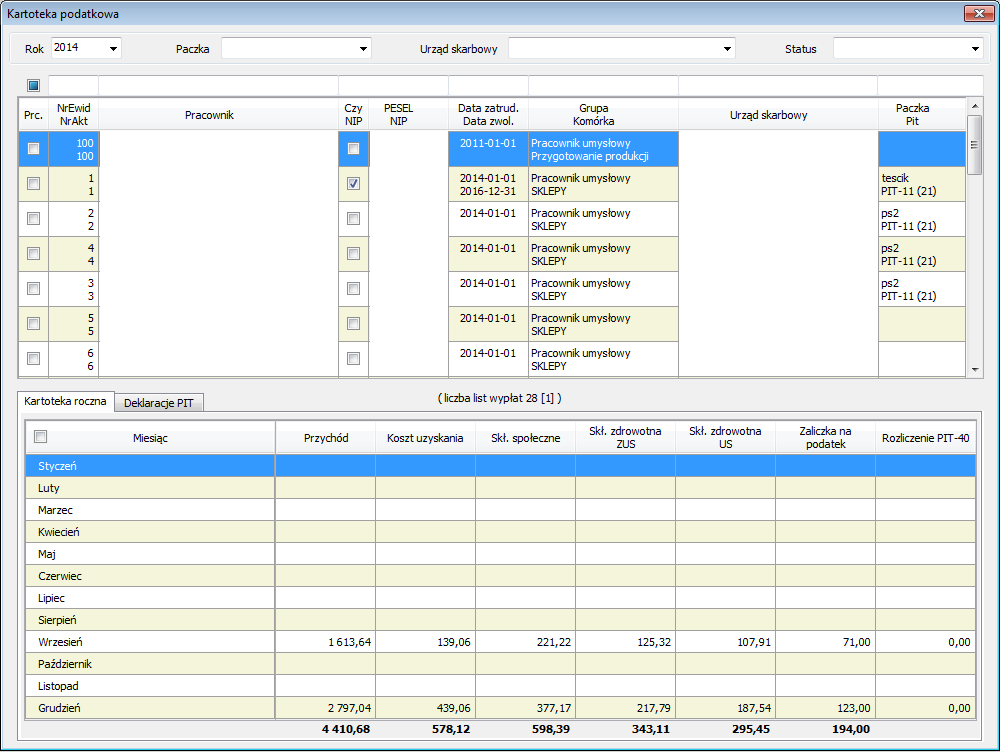 Kartoteka podatkowa
Rok 2014 Paczka Urząd skarbowy Status
Prc. NrEwid NrAkt Pracownik Czy NIP PESEL NIP Data zatrud. Data zwol. Grupa Komórka Urząd skarbowy Paczka Pit
100 2011-01-01 Pracownik umysłowy
100 Przygotowanie produkcji
1 2014-01-01 Pracownik umysłowy tescik
1 2016-12-31 SKLEPY PIT-11 (21)
2 2014-01-01 Pracownik umysłowy ps2
2 SKLEPY PIT-11 (21)
4 2014-01-01 Pracownik umysłowy ps2
4 SKLEPY PIT-11 (21)
3 2014-01-01 Pracownik umysłowy ps2
3 SKLEPY PIT-11 (21)
5 2014-01-01 Pracownik umysłowy
5 SKLEPY
6 2014-01-01 Pracownik umysłowy
6 SKLEPY
Kartoteka roczna Deklaracje PIT ( liczba list wypłat 28 [1] )
Miesiąc Przychód Koszt uzyskania Skł. społeczne Skł. zdrowotna ZUS Skł. zdrowotna US Zaliczka na podatek Rozliczenie PIT-40
Styczeń
Luty
Marzec
Kwiecień
Maj
Czerwiec
Lipiec
Sierpień
Wrzesień 1 613,64 139,06 221,22 125,32 107,91 71,00 0,00
Październik
Listopad
Grudzień 2 797,04 439,06 377,17 217,79 187,54 123,00 0,00
4 410,68 578,12 598,39 343,11 295,45 194,00